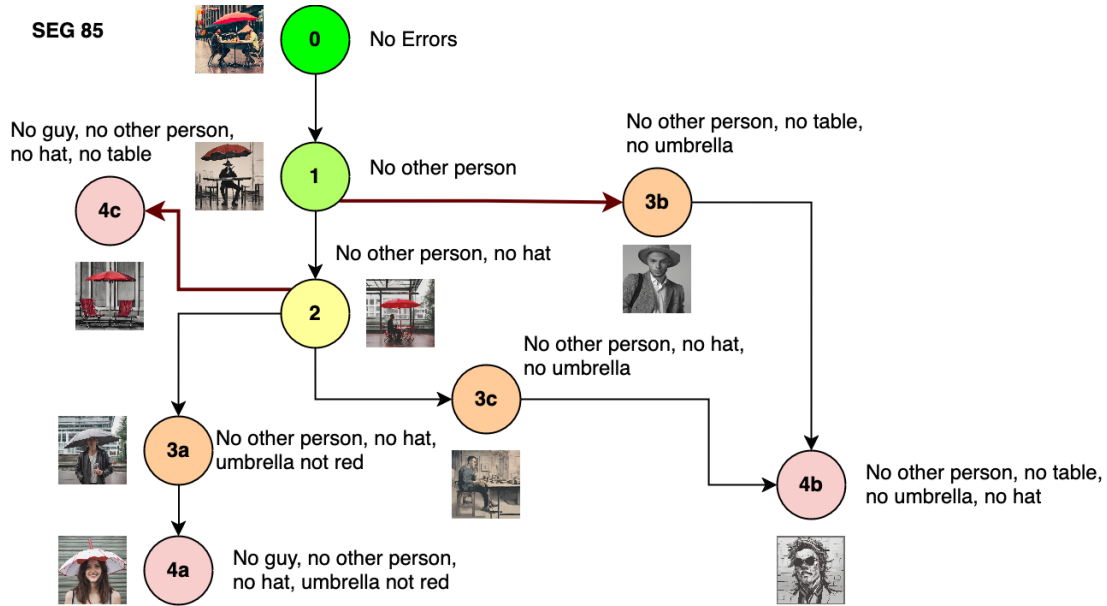 SEG 85
0
No Errors
No guy, no other person,
no hat, no table
1
No other person
No other person, no table,
no umbrella
4c
3b
No other person, no hat
2
No other person, no hat,
no umbrella
3c
3a
No other person, no hat,
umbrella not red
4b
No other person, no table,
no umbrella, no hat
4a
No guy, no other person,
no hat, umbrella not red